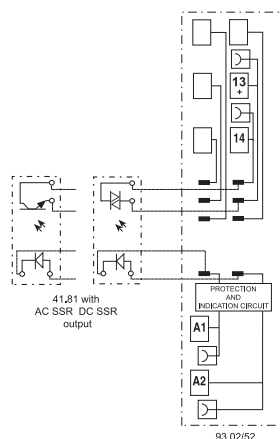 13
+
14
41.81 with
AC SSR DC SSR
output
PROTECTION
AND
INDICATION CIRCUIT
A1
A2
93.02/52